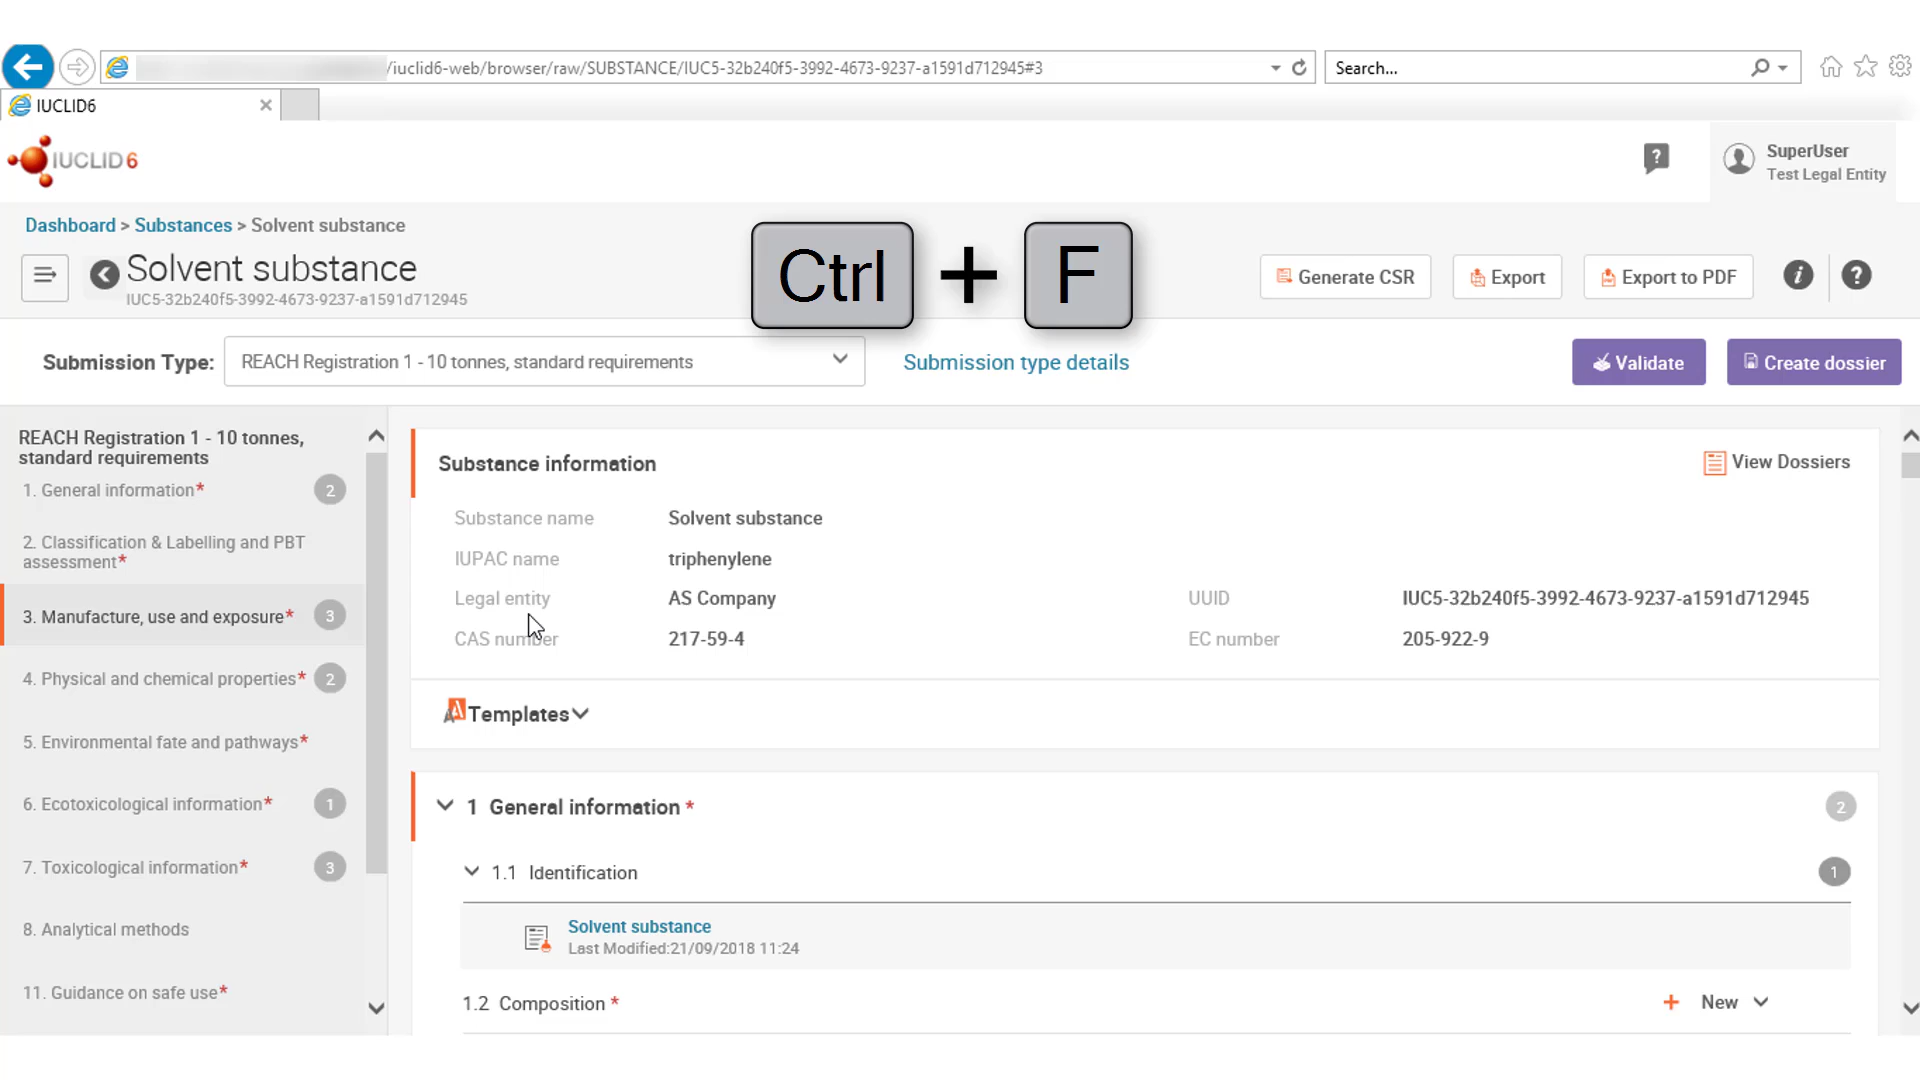 /iuclid6-web/browser/raw/SUBSTANCE/IUC5-32b240f5-3992-4673-9237-a1591d712945#3
Search...
IUCLID6
IUCLID 6
SuperUser
Test Legal Entity
Dashboard > Substances > Solvent substance
Solvent substance
IUC5-32b240f5-3992-4673-9237-a1591d712945
Ctrl + F
Generate CSR
Export
Export to PDF
Submission Type:
REACH Registration 1 - 10 tonnes, standard requirements
Submission type details
Validate
Create dossier
REACH Registration 1 - 10 tonnes,
standard requirements
1. General information* 2
2. Classification & Labelling and PBT
assessment*
3. Manufacture, use and exposure* 3
4. Physical and chemical properties* 2
5. Environmental fate and pathways*
6. Ecotoxicological information* 1
7. Toxicological information* 3
8. Analytical methods
11. Guidance on safe use*
Substance information
View Dossiers
Substance name Solvent substance
IUPAC name triphenylene
Legal entity AS Company
UUID IUC5-32b240f5-3992-4673-9237-a1591d712945
CAS number 217-59-4
EC number 205-922-9
Templates
1 General information * 2
1.1 Identification 1
Solvent substance
Last Modified:21/09/2018 11:24
1.2 Composition *
+ New